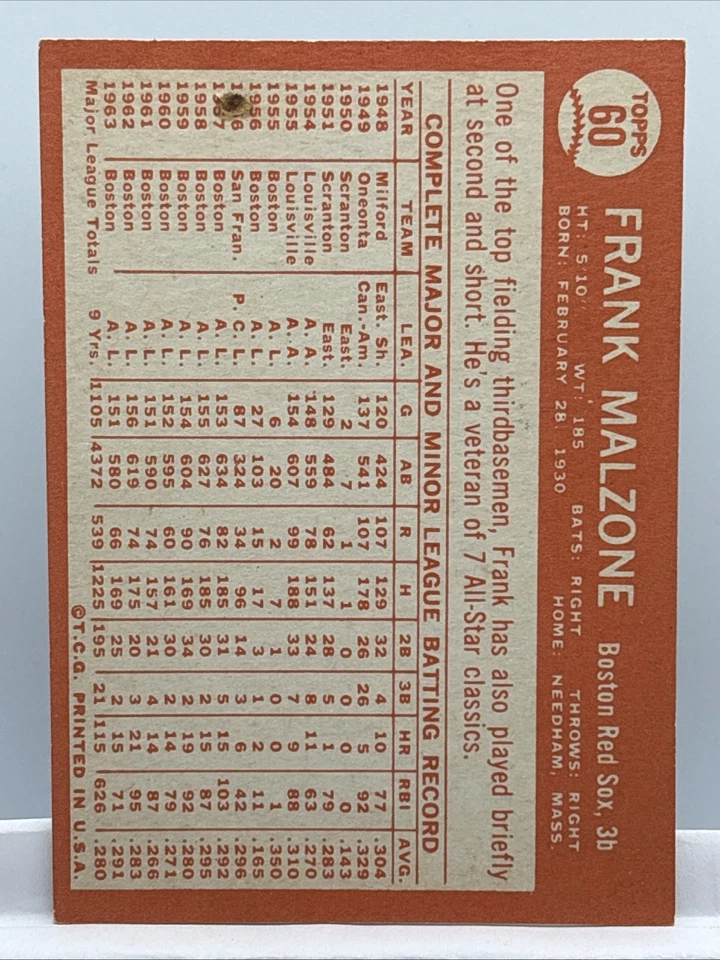 TOPPS
60
FRANK MALZONE Boston Red Sox, 3b
HT: 5'10" WT: 185 BATS: RIGHT THROWS: RIGHT
BORN: FEBRUARY 28, 1930 HOME: NEEDHAM, MASS.
One of the top fielding thirdbasemen, Frank has also played briefly
at second and short. He's a veteran of 7 All-Star classics.
COMPLETE MAJOR AND MINOR LEAGUE BATTING RECORD
YEAR TEAM LEA. G AB R H 2B 3B HR RBI AVG.
1948 Milford East. Sh. 120 424 107 129 32 4 10 77 .304
1949 Oneonta Can.-Am. 137 541 107 178 26 26 5 92 .329
1950 Scranton East. 2 7 1 1 0 0 0 0 .143
1951 Scranton East. 129 484 62 137 28 5 1 79 .283
1954 Louisville A. A. 148 559 78 151 24 8 11 63 .270
1955 Louisville A. A. 154 607 99 188 33 7 9 88 .310
1955 Boston A. L. 6 20 2 7 1 0 0 1 .350
1956 Boston A. L. 27 103 15 17 3 1 2 11 .165
San Fran. P. C. L. 87 324 34 96 14 3 6 42 .296
1957 Boston A. L. 153 634 82 185 31 5 15 103 .292
1958 Boston A. L. 155 627 76 185 30 2 15 87 .295
1959 Boston A. L. 154 604 90 169 34 2 19 92 .280
1960 Boston A. L. 152 595 60 161 30 2 14 79 .271
1961 Boston A. L. 151 590 74 157 21 4 14 87 .266
1962 Boston A. L. 156 619 74 175 20 3 21 95 .283
1963 Boston A. L. 151 580 66 169 25 2 15 71 .291
Major League Totals 9 Yrs. 1105 4372 539 1225 195 21 115 626 .280
©T.C.G. PRINTED IN U.S.A.